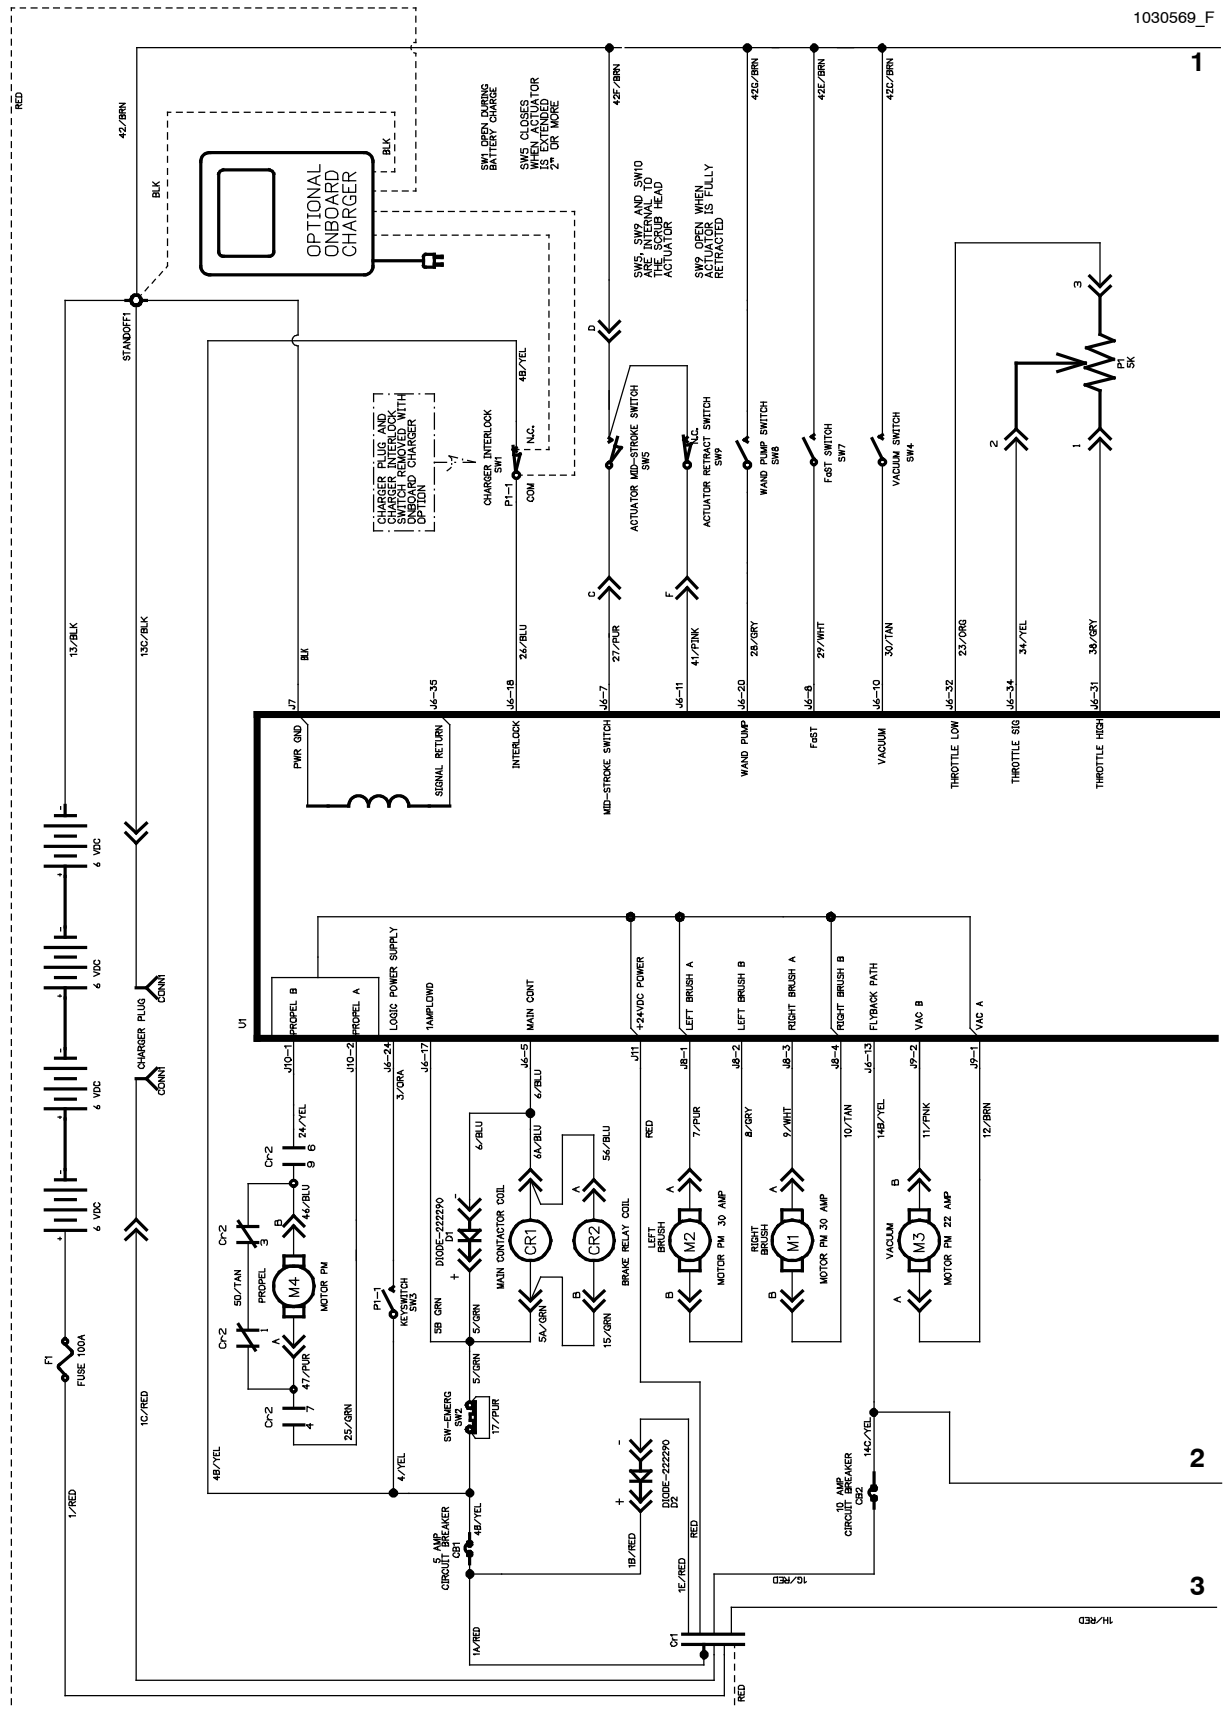 1030569_F
1
RED
42/BRN
BLK
BLK
OPTIONAL
ONBOARD
CHARGER
SW1 OPEN DURING
BATTERY CHARGE
SW5 CLOSES
WHEN ACTUATOR
IS EXTENDED
2" OR MORE
42F/BRN
42G/BRN
42E/BRN
42C/BRN
SW5, SW9 AND SW10
ARE INTERNAL TO
THE SCRUB HEAD
ACTUATOR
SW9 OPEN WHEN
ACTUATOR IS FULLY
RETRACTED
STANDOFF1
D
3
4B/YEL
P1
5K
CHARGER PLUG AND
CHARGER INTERLOCK
SWITCH REMOVED WITH
ONBOARD CHARGER
OPTION
CHARGER INTERLOCK
SW1
P1-1
N.C.
COM
ACTUATOR MID-STROKE SWITCH
SW5
N.C.
ACTUATOR RETRACT SWITCH
SW9
WAND PUMP SWITCH
SW8
FaST SWITCH
SW7
VACUUM SWITCH
SW4
2
1
C
F
13/BLK
13C/BLK
BLK
26/BLU
27/PUR
41/PINK
28/GRY
29/WHT
30/TAN
23/ORG
34/YEL
38/GRY
J7
J6-35
J6-18
J6-7
J6-11
J6-20
J6-8
J6-10
J6-32
J6-34
J6-31
PWR GND
SIGNAL RETURN
INTERLOCK
MID-STROKE SWITCH
WAND PUMP
FaST
VACUUM
THROTTLE LOW
THROTTLE SIG
THROTTLE HIGH
-
+
6 VDC
-
+
6 VDC
-
+
6 VDC
-
+
6 VDC
CONN1
CHARGER PLUG
CONN1
U1
PROPEL B
PROPEL A
LOGIC POWER SUPPLY
1AMPLOWD
MAIN CONT
+24VDC POWER
LEFT BRUSH A
LEFT BRUSH B
RIGHT BRUSH A
RIGHT BRUSH B
FLYBACK PATH
VAC B
VAC A
J10-1
J10-2
J6-24
J6-17
J6-5
J11
J8-1
J8-2
J8-3
J8-4
J6-13
J9-2
J9-1
24/YEL
3/ORA
6/BLU
6/BLU
6A/BLU
56/BLU
RED
7/PUR
8/GRY
9/WHT
10/TAN
14B/YEL
11/PNK
12/BRN
Cr2
6
9
46/BLU
B
Cr2
3
50/TAN
PROPEL
M4
MOTOR PM
Cr2
1
A
47/PUR
Cr2
7
4
25/GRN
P1-1
KEYSWITCH
SW3
DIODE-222290
D1
-
+
MAIN CONTACTOR COIL
CR1
CR2
A
B
BRAKE RELAY COIL
5B GRN
5/GRN
5A/GRN
15/GRN
5/GRN
LEFT
BRUSH
M2
A
B
MOTOR PM 30 AMP
RIGHT
BRUSH
M1
A
B
MOTOR PM 30 AMP
VACUUM
M3
B
A
MOTOR PM 22 AMP
F1
FUSE 100A
1C/RED
4B/YEL
4/YEL
SW-EMERG
SW2
17/PUR
-
+
DIODE-222290
D2
14C/YEL
10 AMP
CIRCUIT BREAKER
CB2
2
1/RED
5 AMP
CIRCUIT BREAKER
CB1
4B/YEL
1B/RED
1E/RED
RED
1G/RED
3
1A/RED
Cr1
1H/RED
RED